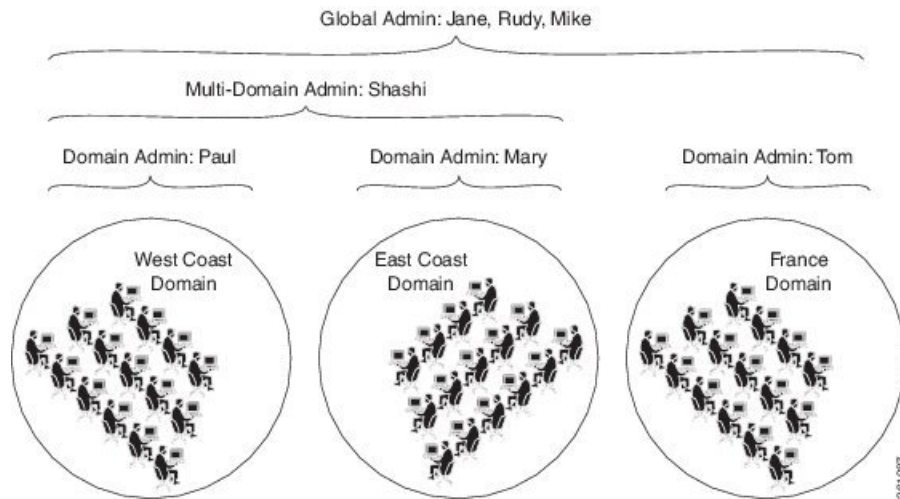 Global Admin: Jane, Rudy, Mike
Multi-Domain Admin: Shashi
Domain Admin: Paul
Domain Admin: Mary
Domain Admin: Tom
West Coast
Domain
East Coast
Domain
France
Domain